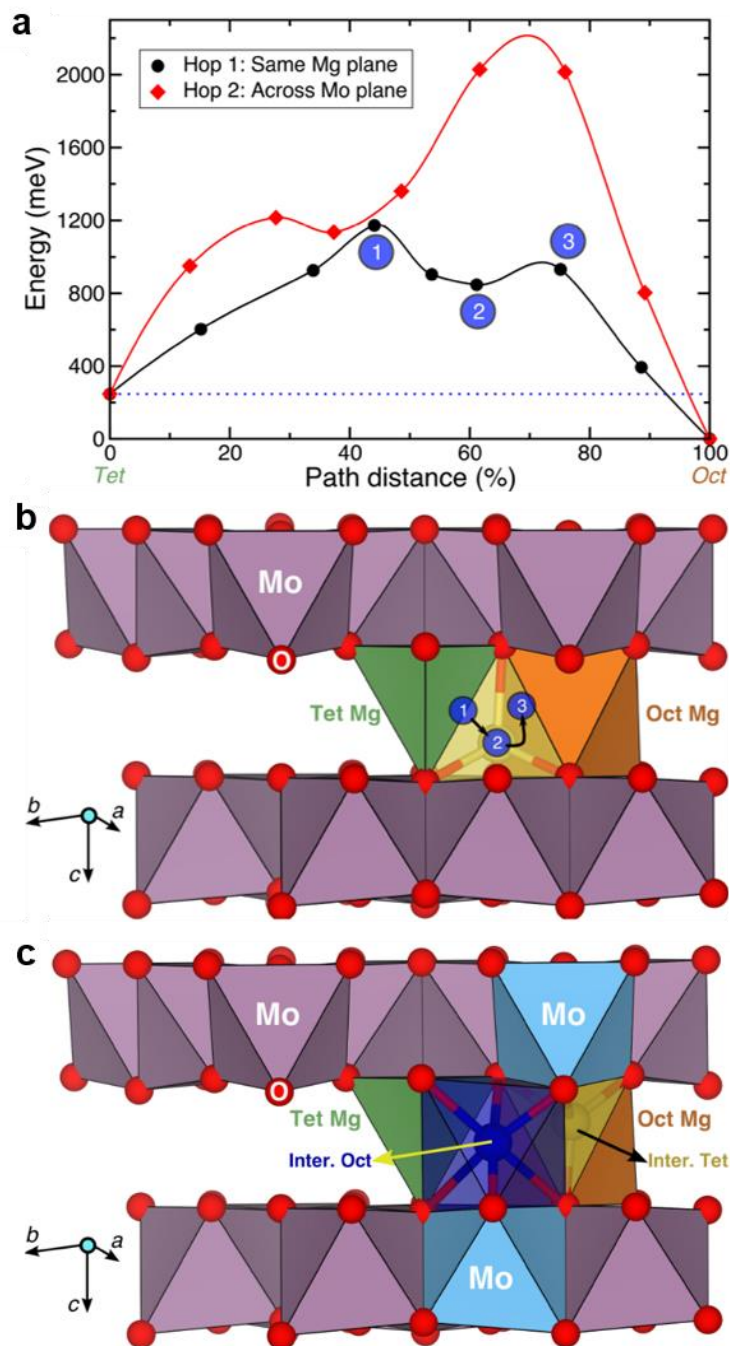 a
Hop 1: Same Mg plane
Hop 2: Across Mo plane
2000
1600
1200
800
400
0
Energy (meV)
1
2
3
0 20 40 60 80 100
Tet Path distance (%) Oct
b
Mo
O
Tet Mg
1
2
3
Oct Mg
b
a
c
c
Mo
Mo
O
Tet Mg
Oct Mg
Inter. Oct
Inter. Tet
b
a
c